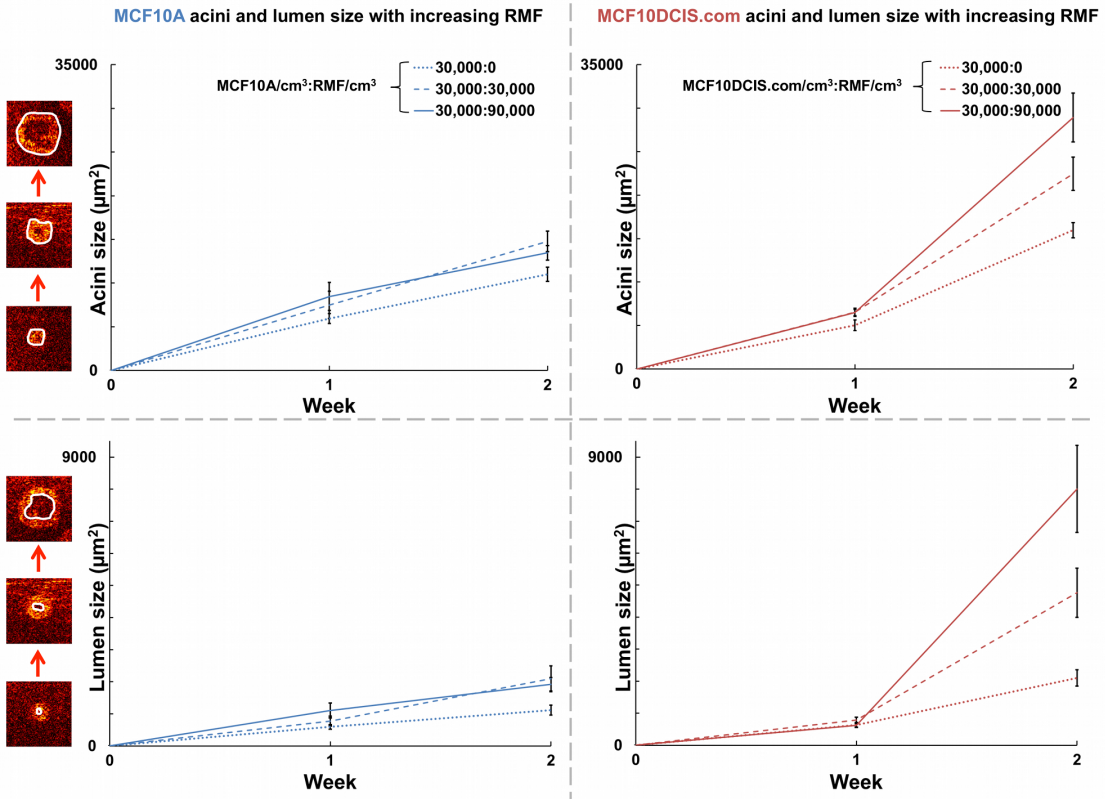 MCF10A acini and lumen size with increasing RMF
MCF10DCIS.com acini and lumen size with increasing RMF
35000
MCF10A/cm³:RMF/cm³
30,000:0
30,000:30,000
30,000:90,000
Acini size (µm²)
0
0
1
2
Week
35000
MCF10DCIS.com/cm³:RMF/cm³
30,000:0
30,000:30,000
30,000:90,000
Acini size (µm²)
0
0
1
2
Week
9000
Lumen size (µm²)
0
0
1
2
Week
9000
Lumen size (µm²)
0
0
1
2
Week